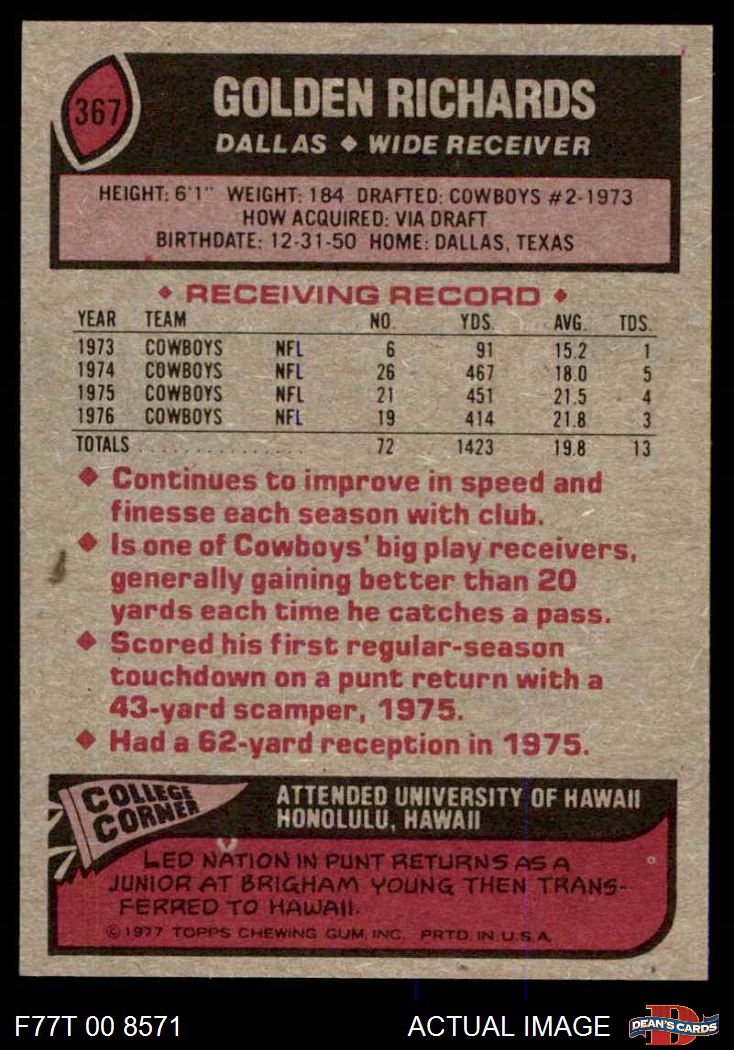 367
GOLDEN RICHARDS
DALLAS ◆ WIDE RECEIVER
HEIGHT: 6'1" WEIGHT: 184 DRAFTED: COWBOYS #2-1973
HOW ACQUIRED: VIA DRAFT
BIRTHDATE: 12-31-50 HOME: DALLAS, TEXAS
◆ RECEIVING RECORD ◆
YEAR TEAM NO. YDS. AVG. TDS.
1973 COWBOYS NFL 6 91 15.2 1
1974 COWBOYS NFL 26 467 18.0 5
1975 COWBOYS NFL 21 451 21.5 4
1976 COWBOYS NFL 19 414 21.8 3
TOTALS . . . . . . . . . . . . . . . 72 1423 19.8 13
◆ Continues to improve in speed and
finesse each season with club.
◆ Is one of Cowboys' big play receivers,
generally gaining better than 20
yards each time he catches a pass.
◆ Scored his first regular-season
touchdown on a punt return with a
43-yard scamper, 1975.
◆ Had a 62-yard reception in 1975.
COLLEGE
CORNER
ATTENDED UNIVERSITY OF HAWAII
HONOLULU, HAWAII
LED NATION IN PUNT RETURNS AS A
JUNIOR AT BRIGHAM YOUNG THEN TRANS-
FERRED TO HAWAII.
©1977 TOPPS CHEWING GUM, INC. PRTD. IN U.S.A.
F77T 00 8571 ACTUAL IMAGE
D
DEAN'S CARDS